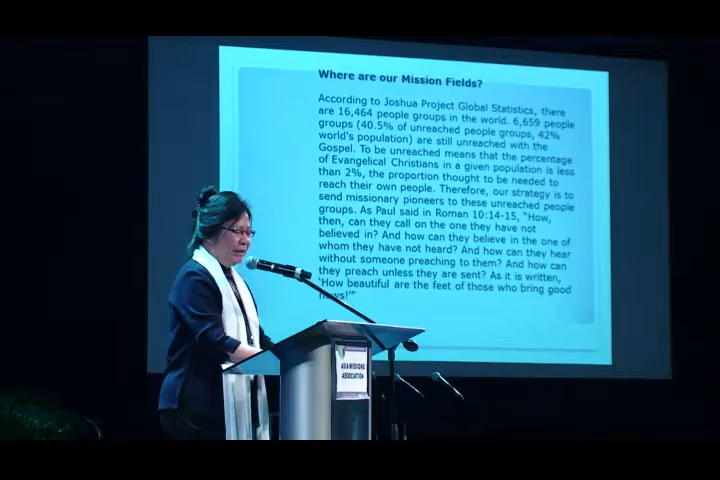 Where are our Mission Fields?
According to Joshua Project Global Statistics, there
are 16,464 people groups in the world. 6,659 people
groups (40.5% of unreached people groups, 42%
world's population) are still unreached with the
Gospel. To be unreached means that the percentage
of Evangelical Christians in a given population is less
than 2%, the proportion thought to be needed to
reach their own people. Therefore, our strategy is to
send missionary pioneers to these unreached people
groups. As Paul said in Roman 10:14-15, "How,
then, can they call on the one they have not
believed in? And how can they believe in the one of
whom they have not heard? And how can they hear
without someone preaching to them? And how can
they preach unless they are sent? As it is written,
'How beautiful are the feet of those who bring good
news!'"
ASIA MISSIONS
ASSOCIATION